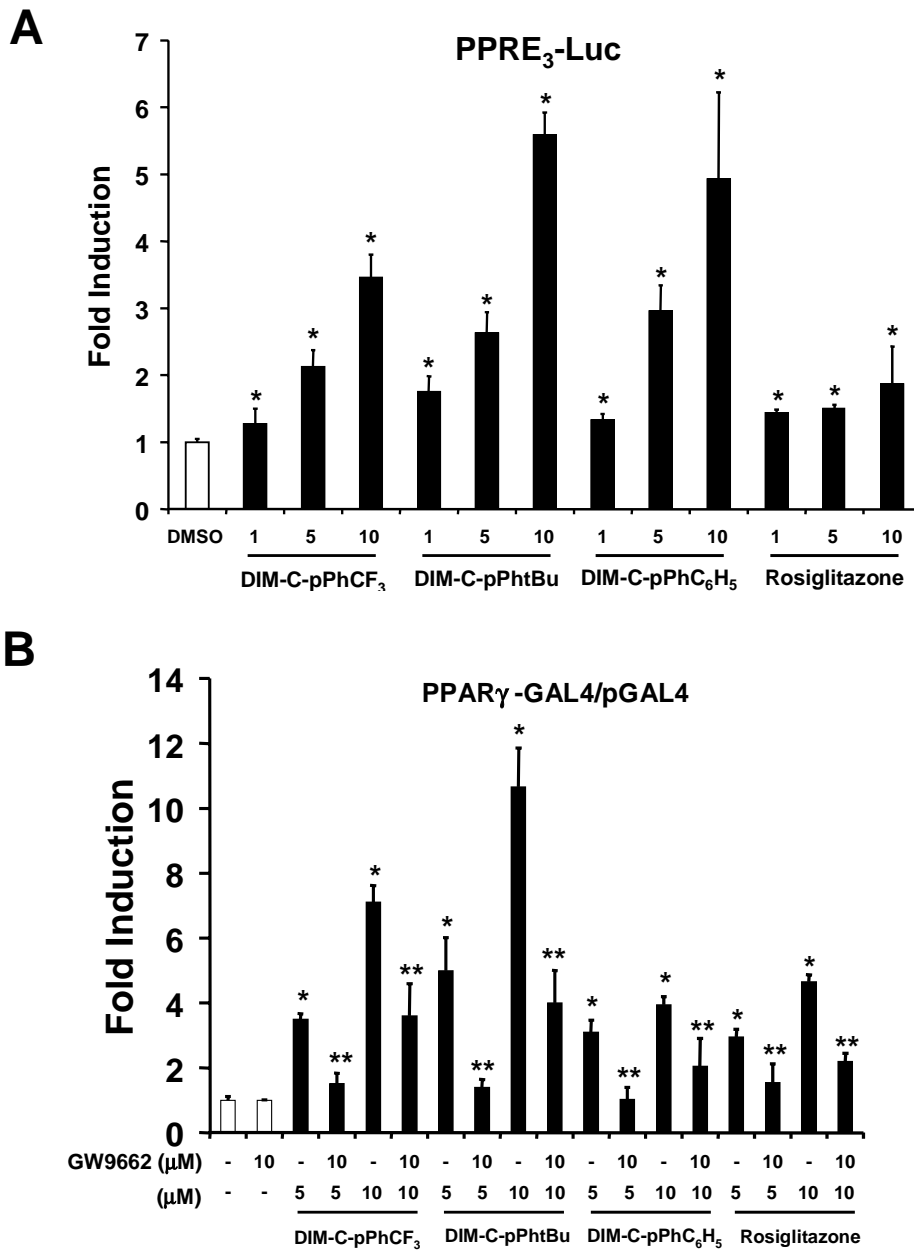 A
PPRE₃-Luc
Fold Induction
7
6
5
4
3
2
1
0
* * * * * * * * * * * *
DMSO 1 5 10 1 5 10 1 5 10 1 5 10
DIM-C-pPhCF₃ DIM-C-pPhtBu DIM-C-pPhC₆H₅ Rosiglitazone
B
PPARγ-GAL4/pGAL4
Fold Induction
14
12
10
8
6
4
2
0
* ** * ** * ** * ** * ** * ** * ** * **
GW9662 (μM) - 10 - 10 - 10 - 10 - 10 - 10 - 10 - 10 - 10
(μM) - - 5 5 10 10 5 5 10 10 5 5 10 10 5 5 10 10
DIM-C-pPhCF₃ DIM-C-pPhtBu DIM-C-pPhC₆H₅ Rosiglitazone